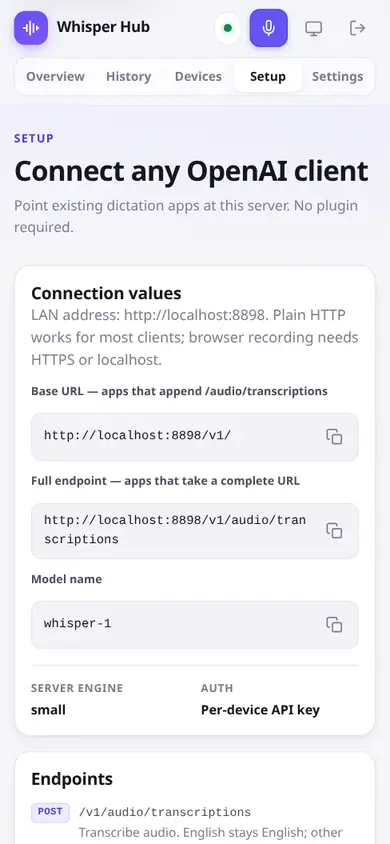 Whisper Hub
Overview History Devices Setup Settings
SETUP
Connect any OpenAI client
Point existing dictation apps at this server. No plugin
required.
Connection values
LAN address: http://localhost:8898. Plain HTTP
works for most clients; browser recording needs
HTTPS or localhost.
Base URL — apps that append /audio/transcriptions
http://localhost:8898/v1/
Full endpoint — apps that take a complete URL
http://localhost:8898/v1/audio/tran
scriptions
Model name
whisper-1
SERVER ENGINE AUTH
small Per-device API key
Endpoints
POST /v1/audio/transcriptions
Transcribe audio. English stays English; other